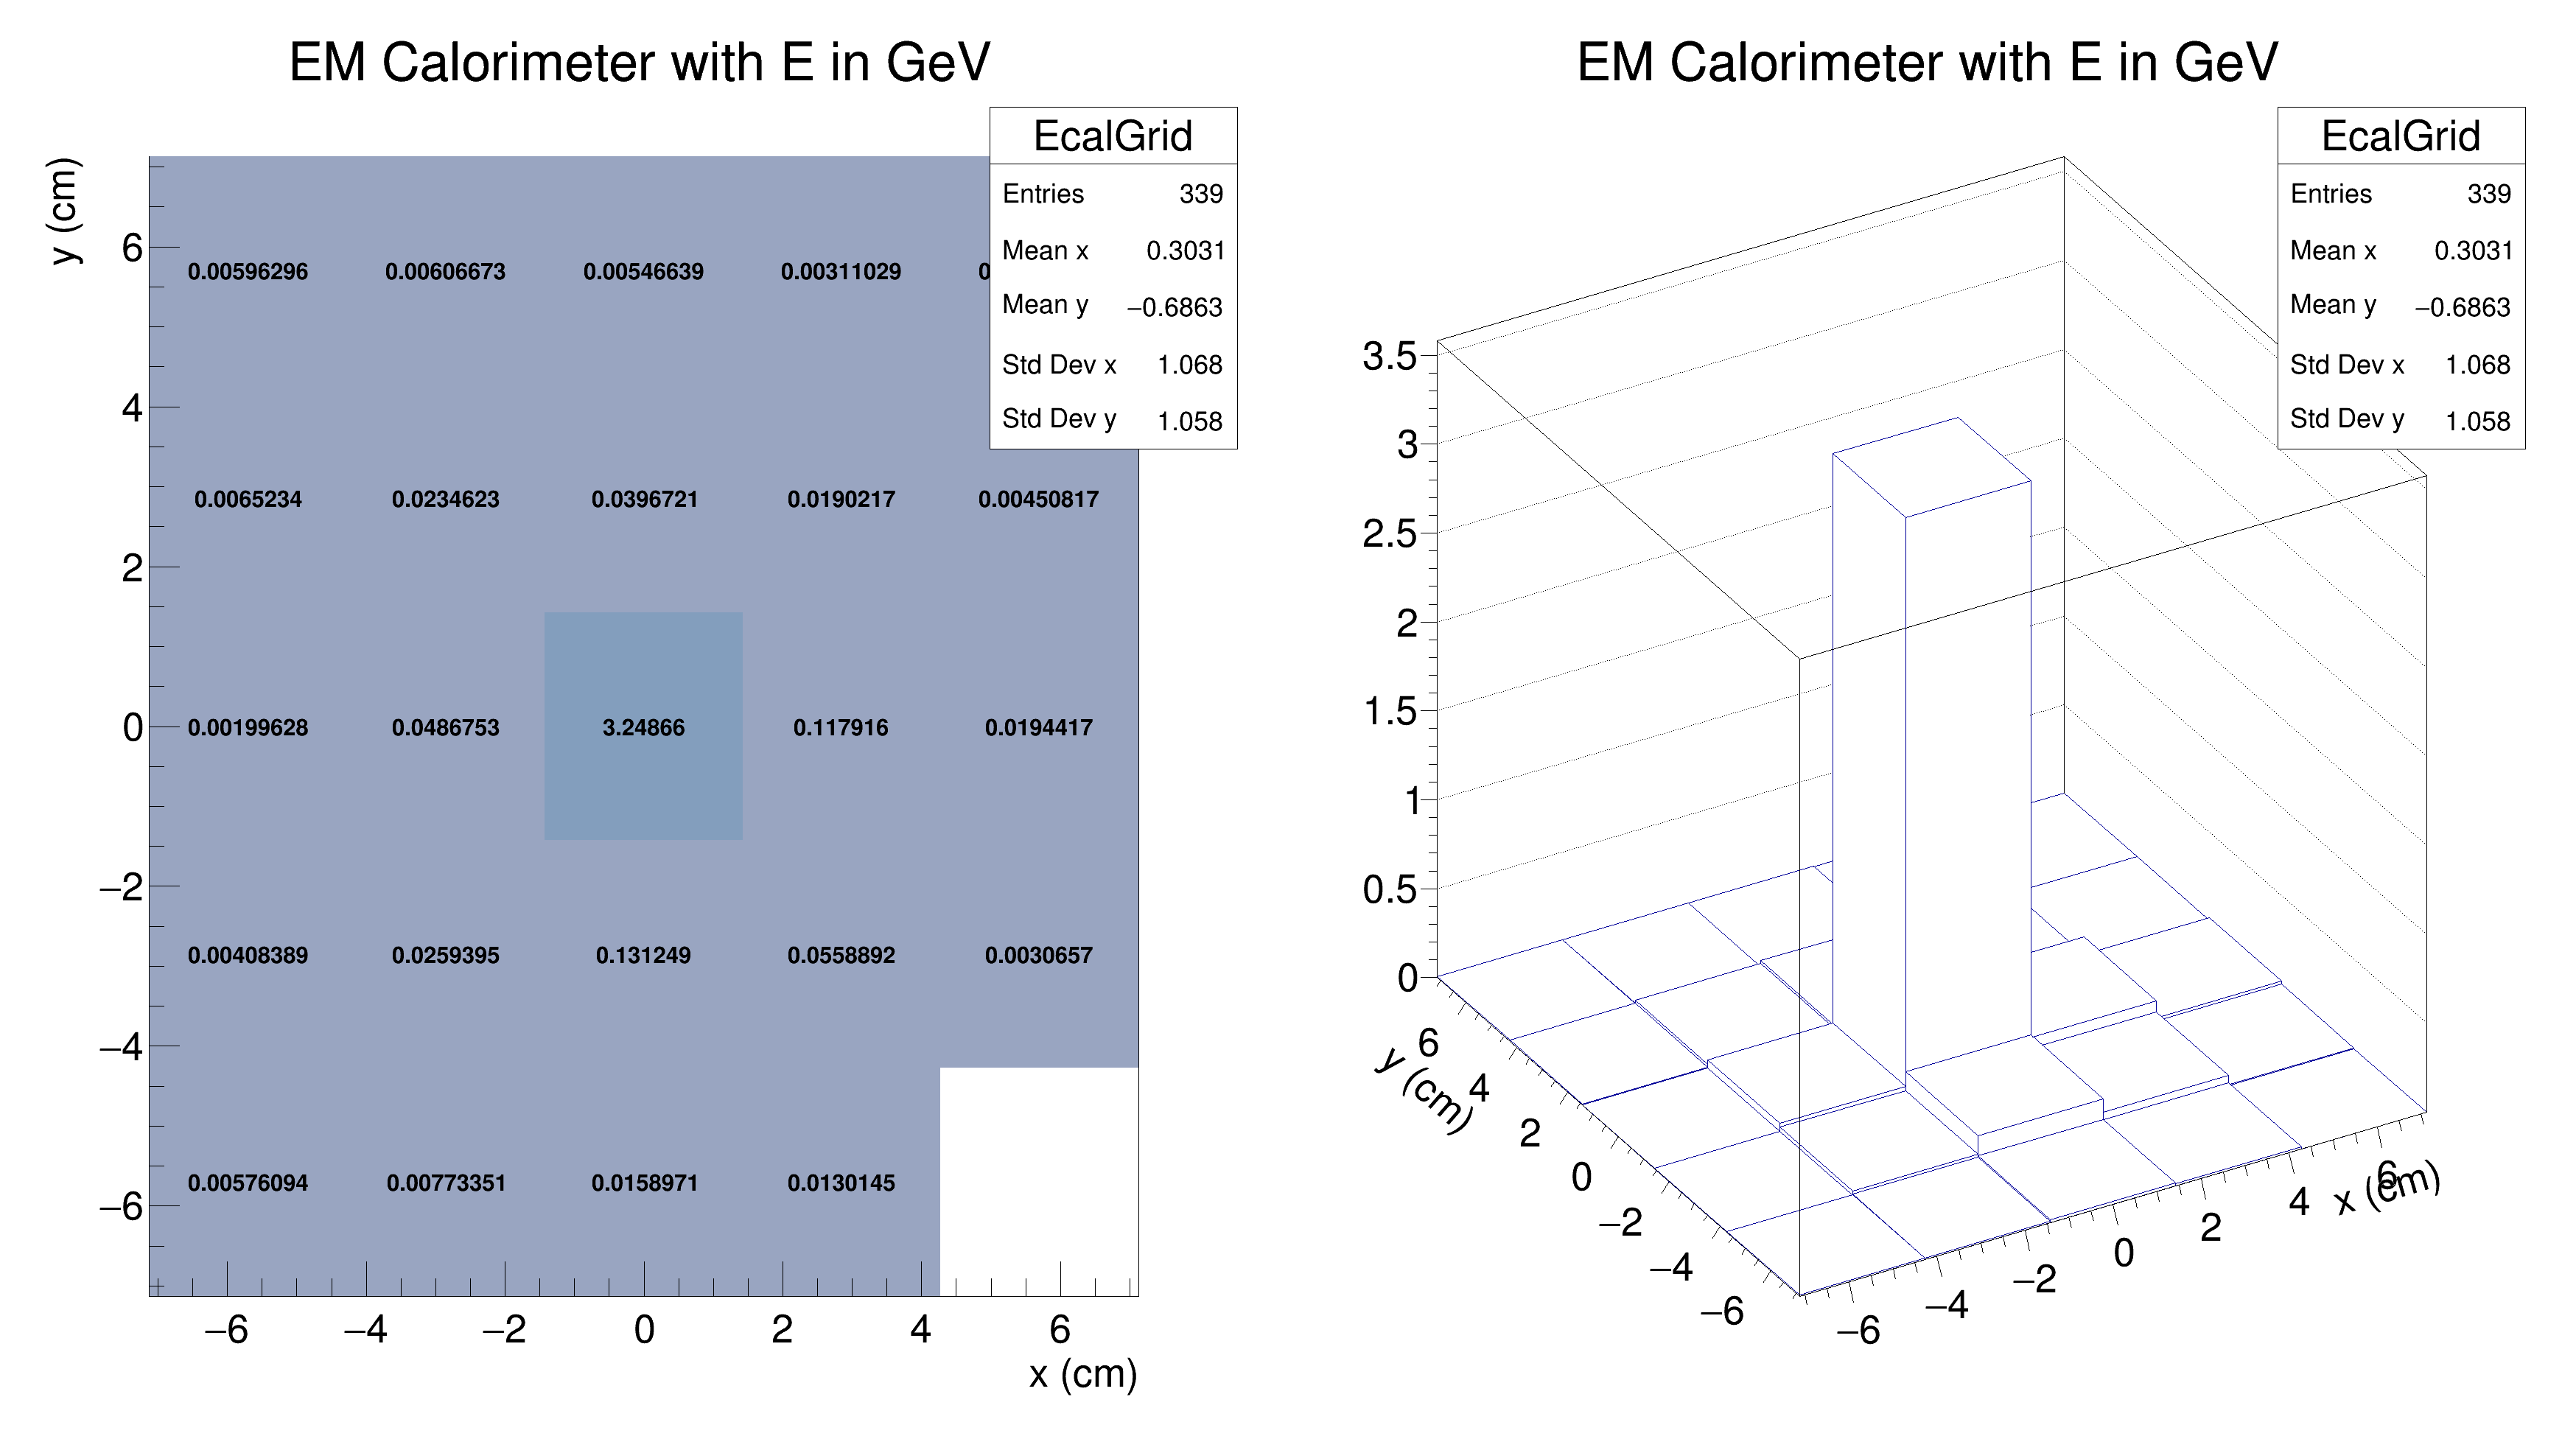 EM Calorimeter with E in GeV
EcalGrid
Entries 339
Mean x 0.3031
Mean y −0.6863
Std Dev x 1.068
Std Dev y 1.058
y (cm)
6
4
2
0
−2
−4
−6
0.00596296 0.00606673 0.00546639 0.00311029
0.0065234 0.0234623 0.0396721 0.0190217 0.00450817
0.00199628 0.0486753 3.24866 0.117916 0.0194417
0.00408389 0.0259395 0.131249 0.0558892 0.0030657
0.00576094 0.00773351 0.0158971 0.0130145
−6 −4 −2 0 2 4 6
x (cm)
EM Calorimeter with E in GeV
EcalGrid
Entries 339
Mean x 0.3031
Mean y −0.6863
Std Dev x 1.068
Std Dev y 1.058
3.5
3
2.5
2
1.5
1
0.5
0
y (cm)
6
4
2
0
−2
−4
−6
−6 −4 −2 0 2 4 6
x (cm)